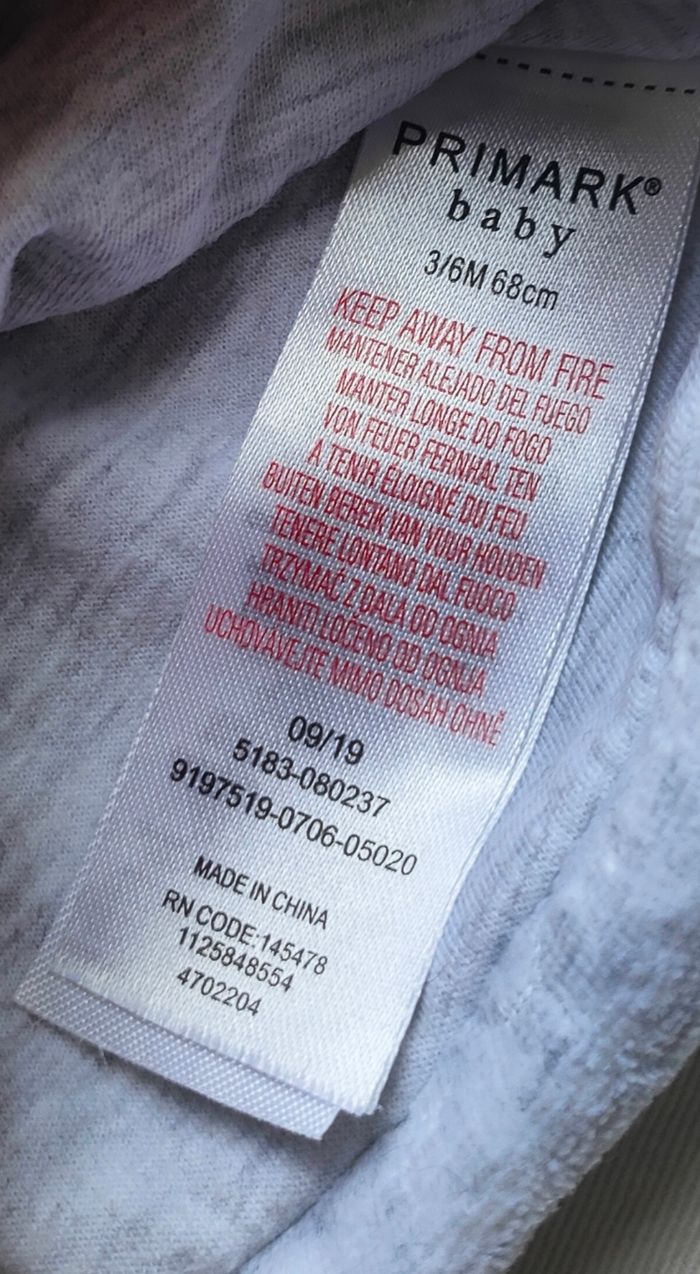 PRIMARK®
baby
3/6M 68cm
KEEP AWAY FROM FIRE
MANTENER ALEJADO DEL FUEGO
MANTER LONGE DO FOGO
VON FEUER FERNHAL TEN
À TENIR ÉLOIGNÉ DU FEU
BUITEN BEREIK VAN VUUR HOUDEN
TENERE LONTANO DAL FUOCO
TRZYMAĆ Z DALA OD OGNIA
HRANITI LOČENO OD OGNJA
UCHOVÁVEJTE MIMO DOSAH OHNĚ
09/19
5183-080237
9197519-0706-05020
MADE IN CHINA
RN CODE:145478
1125848554
4702204